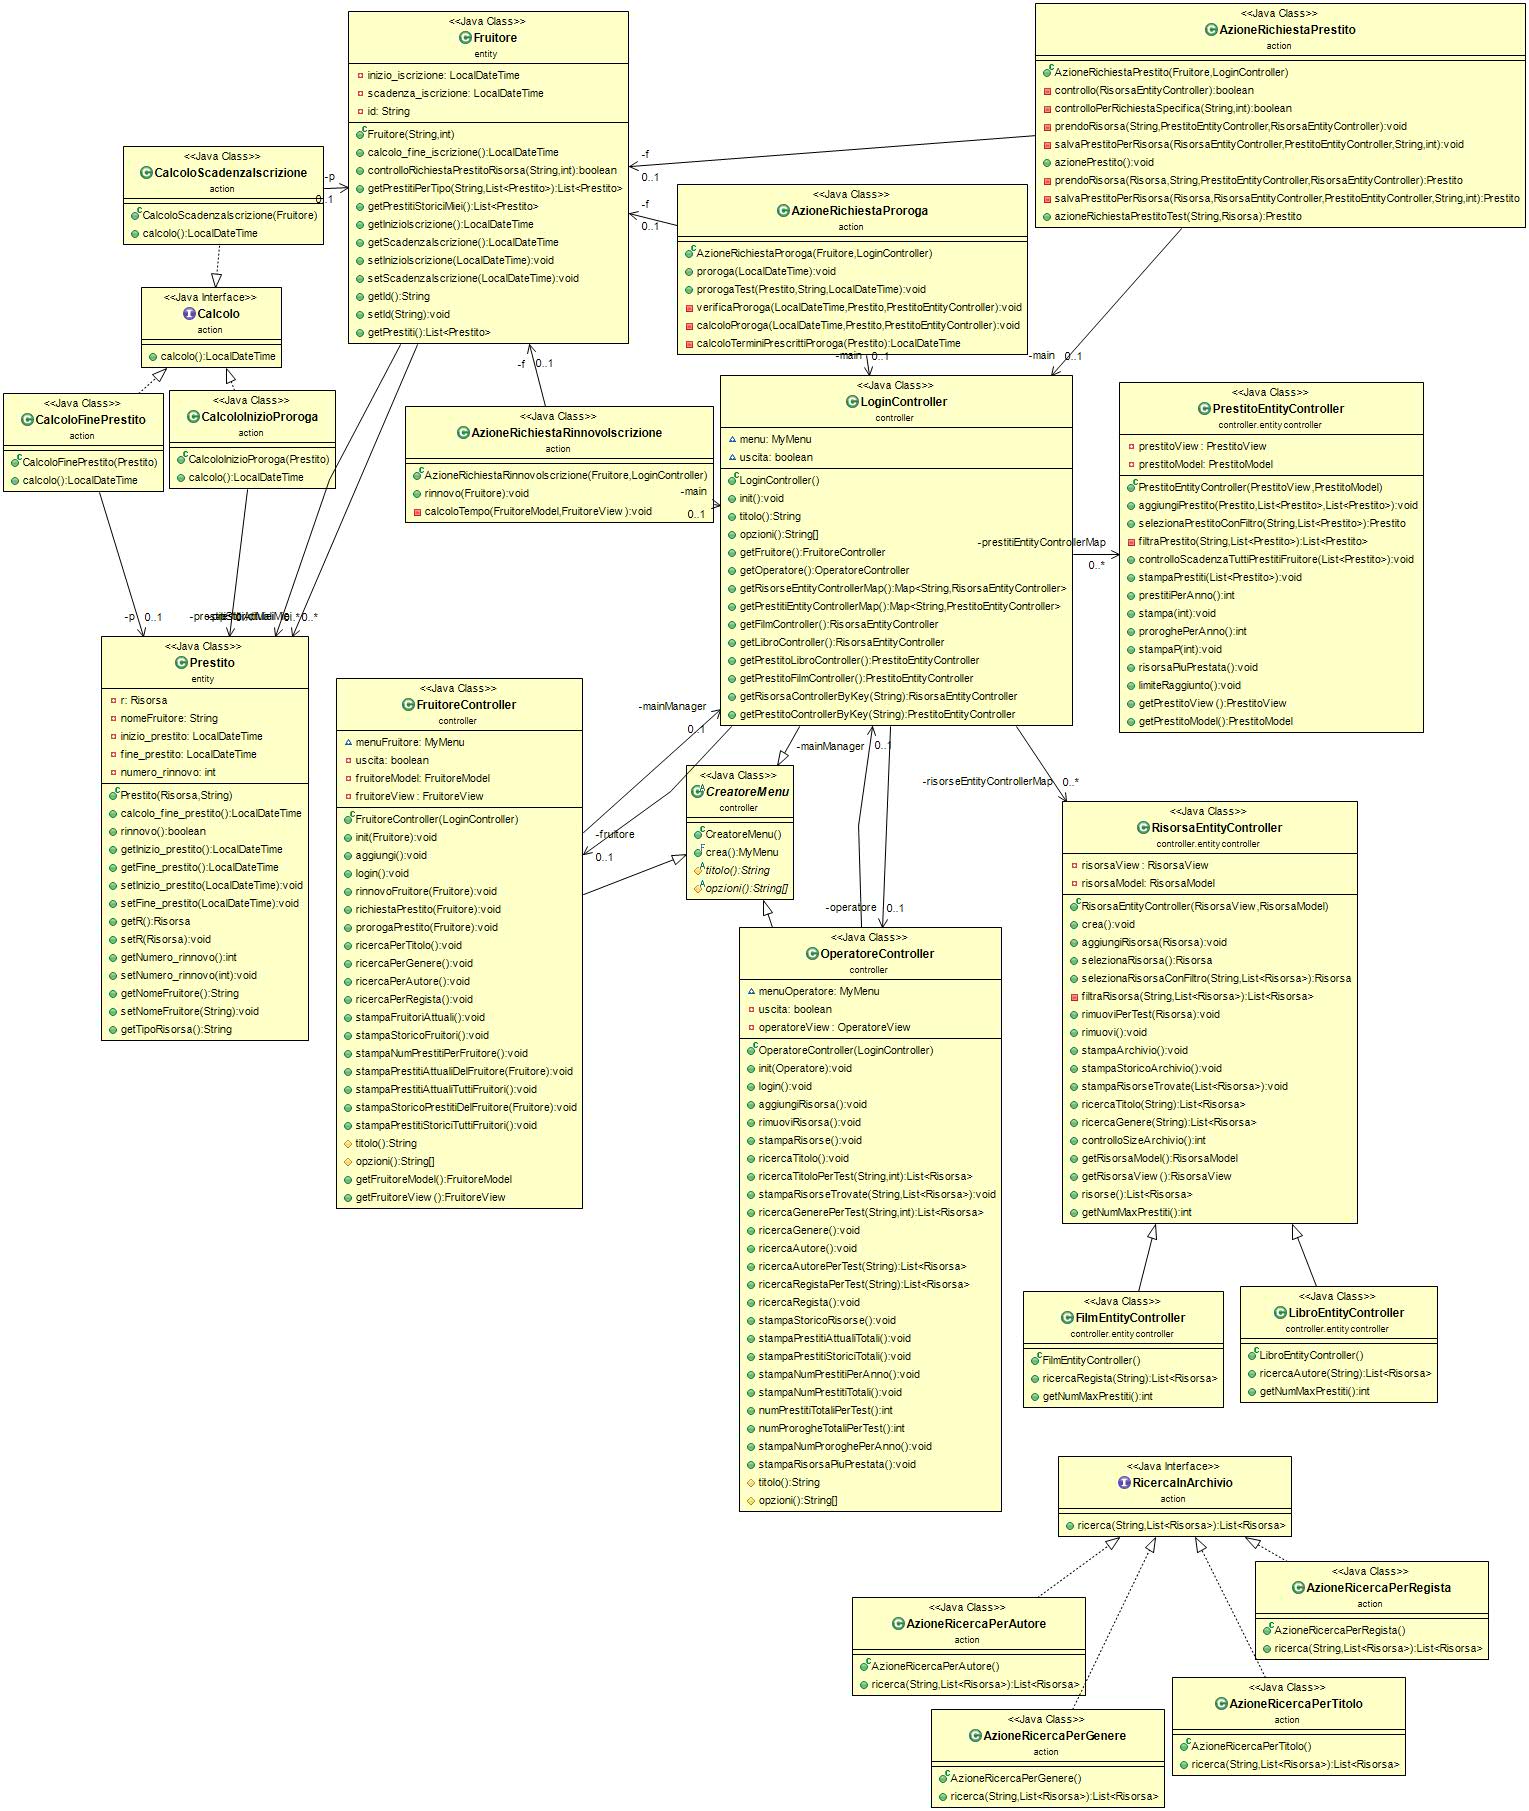 <<Java Class>>
Fruitore
entity
inizio_iscrizione: LocalDateTime
scadenza_iscrizione: LocalDateTime
id: String
Fruitore(String,int)
calcolo_fine_iscrizione():LocalDateTime
controlloRichiestaPrestitoRisorsa(String,int):boolean
getPrestitiPerTipo(String,List<Prestito>):List<Prestito>
getPrestitiStoriciMiei():List<Prestito>
getInizioIscrizione():LocalDateTime
getScadenzaIscrizione():LocalDateTime
setInizioIscrizione(LocalDateTime):void
setScadenzaIscrizione(LocalDateTime):void
getId():String
setId(String):void
getPrestiti():List<Prestito>
<<Java Class>>
AzioneRichiestaPrestito
action
AzioneRichiestaPrestito(Fruitore,LoginController)
controllo(RisorsaEntityController):boolean
controlloPerRichiestaSpecifica(String,int):boolean
prendoRisorsa(String,PrestitoEntityController,RisorsaEntityController):void
salvaPrestitoPerRisorsa(RisorsaEntityController,PrestitoEntityController,String,int):void
azionePrestito():void
prendoRisorsa(Risorsa,String,PrestitoEntityController,RisorsaEntityController):Prestito
salvaPrestitoPerRisorsa(Risorsa,RisorsaEntityController,PrestitoEntityController,String,int):Prestito
azioneRichiestaPrestitoTest(String,Risorsa):Prestito
<<Java Class>>
CalcoloScadenzaIscrizione
action
CalcoloScadenzaIscrizione(Fruitore)
calcolo():LocalDateTime
-p
0..1
-f
0..1
-f
0..1
<<Java Class>>
AzioneRichiestaProroga
action
AzioneRichiestaProroga(Fruitore,LoginController)
proroga(LocalDateTime):void
prorogaTest(Prestito,String,LocalDateTime):void
verificaProroga(LocalDateTime,Prestito,PrestitoEntityController):void
calcoloProroga(LocalDateTime,Prestito,PrestitoEntityController):void
calcoloTerminiPrescrittiProroga(Prestito):LocalDateTime
<<Java Interface>>
Calcolo
action
calcolo():LocalDateTime
-f 0..1
-main 0..1
-main 0..1
<<Java Class>>
CalcoloFinePrestito
action
CalcoloFinePrestito(Prestito)
calcolo():LocalDateTime
<<Java Class>>
CalcoloInizioProroga
action
CalcoloInizioProroga(Prestito)
calcolo():LocalDateTime
<<Java Class>>
AzioneRichiestaRinnovoIscrizione
action
AzioneRichiestaRinnovoIscrizione(Fruitore,LoginController)
rinnovo(Fruitore):void
calcoloTempo(FruitoreModel,FruitoreView):void
-main
0..1
<<Java Class>>
LoginController
controller
menu: MyMenu
uscita: boolean
LoginController()
init():void
titolo():String
opzioni():String[]
getFruitore():FruitoreController
getOperatore():OperatoreController
getRisorseEntityControllerMap():Map<String,RisorsaEntityController>
getPrestitiEntityControllerMap():Map<String,PrestitoEntityController>
getFilmController():RisorsaEntityController
getLibroController():RisorsaEntityController
getPrestitoLibroController():PrestitoEntityController
getPrestitoFilmController():PrestitoEntityController
getRisorsaControllerByKey(String):RisorsaEntityController
getPrestitoControllerByKey(String):PrestitoEntityController
-prestitiEntityControllerMap
0..*
<<Java Class>>
PrestitoEntityController
controller.entity controller
prestitoView: PrestitoView
prestitoModel: PrestitoModel
PrestitoEntityController(PrestitoView,PrestitoModel)
aggiungiPrestito(Prestito,List<Prestito>,List<Prestito>):void
selezionaPrestitoConFiltro(String,List<Prestito>):Prestito
filtraPrestito(String,List<Prestito>):List<Prestito>
controlloScadenzaTuttiPrestitiFruitore(List<Prestito>):void
stampaPrestiti(List<Prestito>):void
prestitiPerAnno():int
stampa(int):void
proroghePerAnno():int
stampaP(int):void
risorsaPiuPrestata():void
limiteRaggiunto():void
getPrestitoView():PrestitoView
getPrestitoModel():PrestitoModel
-p 0..1
0..*
<<Java Class>>
Prestito
entity
r: Risorsa
nomeFruitore: String
inizio_prestito: LocalDateTime
fine_prestito: LocalDateTime
numero_rinnovo: int
Prestito(Risorsa,String)
calcolo_fine_prestito():LocalDateTime
rinnovo():boolean
getInizio_prestito():LocalDateTime
getFine_prestito():LocalDateTime
setInizio_prestito(LocalDateTime):void
setFine_prestito(LocalDateTime):void
getR():Risorsa
setR(Risorsa):void
getNumero_rinnovo():int
setNumero_rinnovo(int):void
getNomeFruitore():String
setNomeFruitore(String):void
getTipoRisorsa():String
<<Java Class>>
FruitoreController
controller
menuFruitore: MyMenu
uscita: boolean
fruitoreModel: FruitoreModel
fruitoreView: FruitoreView
FruitoreController(LoginController)
init(Fruitore):void
aggiungi():void
login():void
rinnovoFruitore(Fruitore):void
richiestaPrestito(Fruitore):void
prorogaPrestito(Fruitore):void
ricercaPerTitolo():void
ricercaPerGenere():void
ricercaPerAutore():void
ricercaPerRegista():void
stampaFruitoriAttuali():void
stampaStoricoFruitori():void
stampaNumPrestitiPerFruitore():void
stampaPrestitiAttualiDelFruitore(Fruitore):void
stampaPrestitiAttualiTuttiFruitori():void
stampaStoricoPrestitiDelFruitore(Fruitore):void
stampaPrestitiStoriciTuttiFruitori():void
titolo():String
opzioni():String[]
getFruitoreModel():FruitoreModel
getFruitoreView():FruitoreView
-mainManager
0..1
-fruitore
0..1
-mainManager 0..1
<<Java Class>>
CreatoreMenu
controller
CreatoreMenu()
crea():MyMenu
titolo():String
opzioni():String[]
-operatore 0..1
-risorseEntityControllerMap 0..*
<<Java Class>>
OperatoreController
controller
menuOperatore: MyMenu
uscita: boolean
operatoreView: OperatoreView
OperatoreController(LoginController)
init(Operatore):void
login():void
aggiungiRisorsa():void
rimuoviRisorsa():void
stampaRisorse():void
ricercaTitolo():void
ricercaTitoloPerTest(String,int):List<Risorsa>
stampaRisorseTrovate(String,List<Risorsa>):void
ricercaGenerePerTest(String,int):List<Risorsa>
ricercaGenere():void
ricercaAutore():void
ricercaAutorePerTest(String):List<Risorsa>
ricercaRegistaPerTest(String):List<Risorsa>
ricercaRegista():void
stampaStoricoRisorse():void
stampaPrestitiAttualiTotali():void
stampaPrestitiStoriciTotali():void
stampaNumPrestitiPerAnno():void
stampaNumPrestitiTotali():void
numPrestitiTotaliPerTest():int
numProrogheTotaliPerTest():int
stampaNumProroghePerAnno():void
stampaRisorsaPiuPrestata():void
titolo():String
opzioni():String[]
<<Java Class>>
RisorsaEntityController
controller.entity controller
risorsaView: RisorsaView
risorsaModel: RisorsaModel
RisorsaEntityController(RisorsaView,RisorsaModel)
crea():void
aggiungiRisorsa(Risorsa):void
selezionaRisorsa():Risorsa
selezionaRisorsaConFiltro(String,List<Risorsa>):Risorsa
filtraRisorsa(String,List<Risorsa>):List<Risorsa>
rimuoviPerTest(Risorsa):void
rimuovi():void
stampaArchivio():void
stampaStoricoArchivio():void
stampaRisorseTrovate(List<Risorsa>):void
ricercaTitolo(String):List<Risorsa>
ricercaGenere(String):List<Risorsa>
controlloSizeArchivio():int
getRisorsaModel():RisorsaModel
getRisorsaView():RisorsaView
risorse():List<Risorsa>
getNumMaxPrestiti():int
<<Java Class>>
FilmEntityController
controller.entity controller
FilmEntityController()
ricercaRegista(String):List<Risorsa>
getNumMaxPrestiti():int
<<Java Class>>
LibroEntityController
controller.entity controller
LibroEntityController()
ricercaAutore(String):List<Risorsa>
getNumMaxPrestiti():int
<<Java Interface>>
RicercaInArchivio
action
ricerca(String,List<Risorsa>):List<Risorsa>
<<Java Class>>
AzioneRicercaPerRegista
action
AzioneRicercaPerRegista()
ricerca(String,List<Risorsa>):List<Risorsa>
<<Java Class>>
AzioneRicercaPerAutore
action
AzioneRicercaPerAutore()
ricerca(String,List<Risorsa>):List<Risorsa>
<<Java Class>>
AzioneRicercaPerTitolo
action
AzioneRicercaPerTitolo()
ricerca(String,List<Risorsa>):List<Risorsa>
<<Java Class>>
AzioneRicercaPerGenere
action
AzioneRicercaPerGenere()
ricerca(String,List<Risorsa>):List<Risorsa>